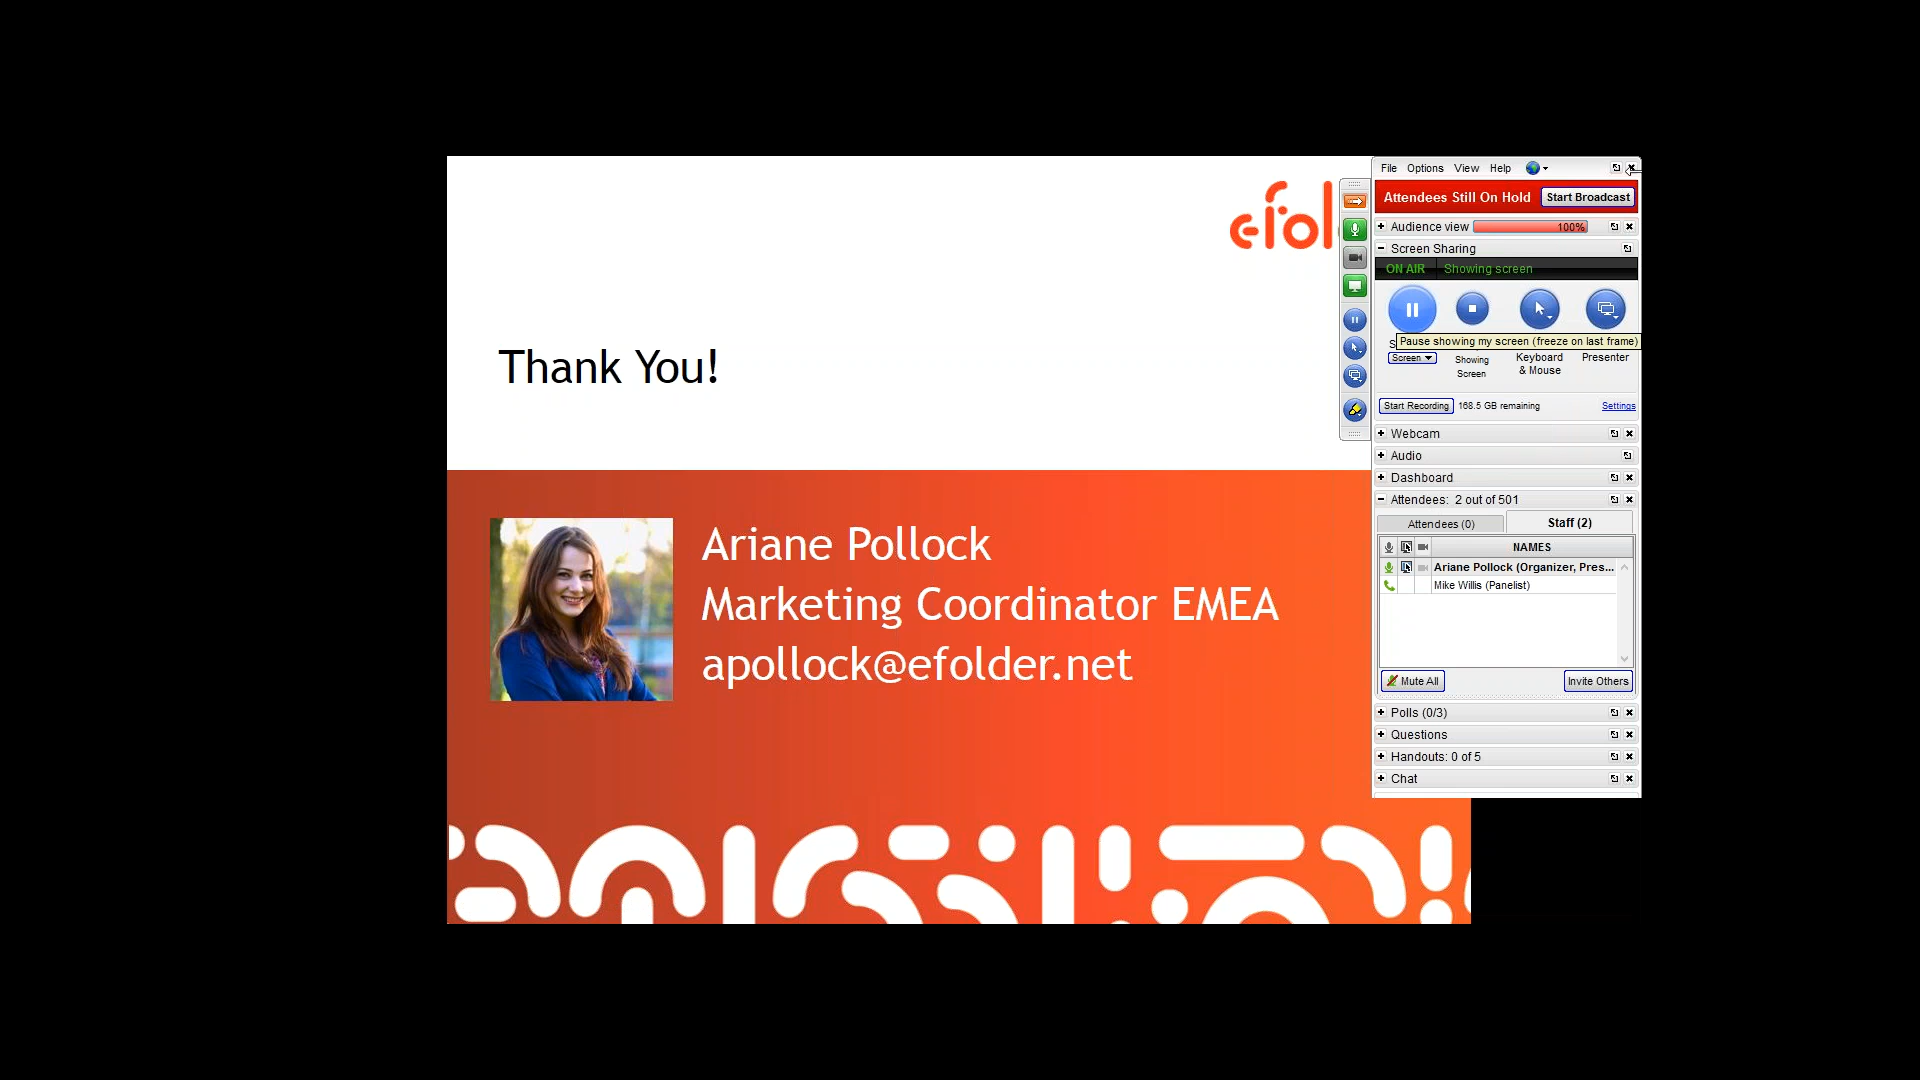 efol
Thank You!
Ariane Pollock
Marketing Coordinator EMEA
apollock@efolder.net
File Options View Help
Attendees Still On Hold Start Broadcast
Audience view 100%
Screen Sharing
ON AIR Showing screen
Pause showing my screen (freeze on last frame)
Screen
Showing
Screen
Keyboard
& Mouse
Presenter
Start Recording 168.5 GB remaining Settings
Webcam
Audio
Dashboard
Attendees: 2 out of 501
Attendees (0) Staff (2)
NAMES
Ariane Pollock (Organizer, Pres...
Mike Willis (Panelist)
Mute All Invite Others
Polls (0/3)
Questions
Handouts: 0 of 5
Chat